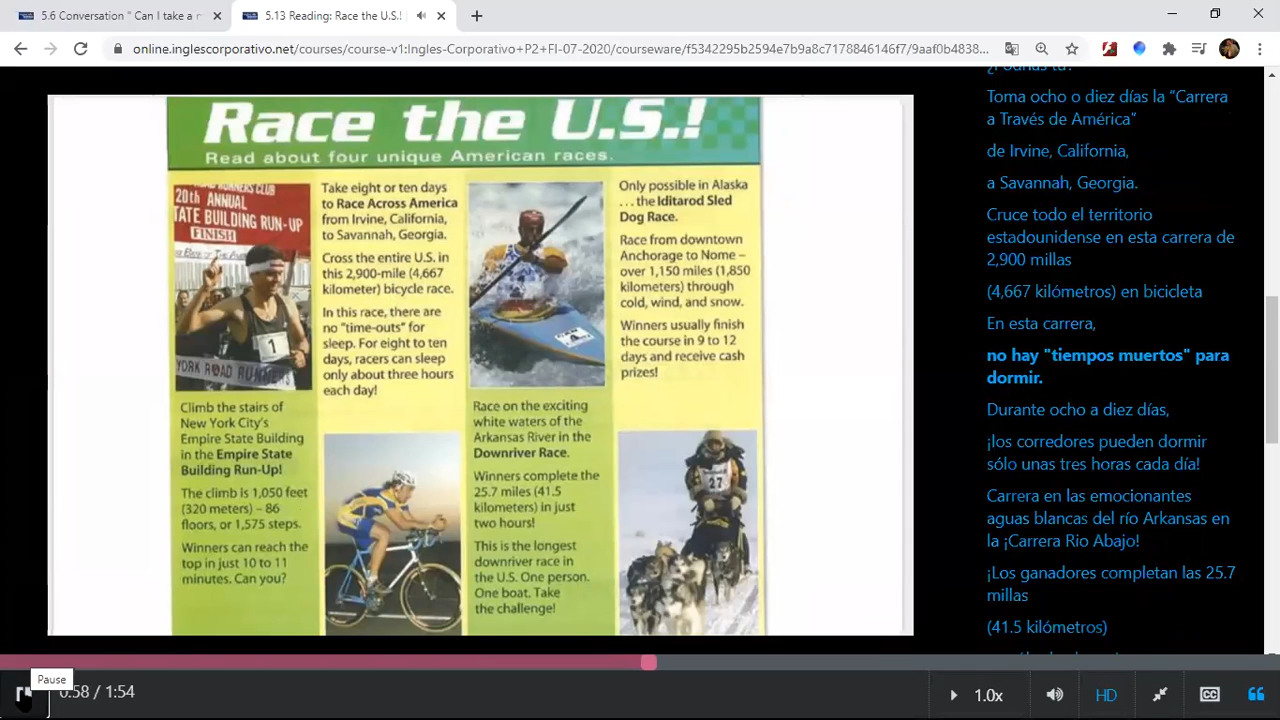 5.6 Conversation " Can I take a m
5.13 Reading: Race the U.S.!
online.inglescorporativo.net/courses/course-v1:Ingles-Corporativo+P2+FI-07-2020/courseware/f5342295b2594e7b9a8c7178846146f7/9aaf0b4838...
Race the U.S.!
Read about four unique American races.
ROAD RUNNERS CLUB
20th ANNUAL
TATE BUILDING RUN-UP
FINISH
1
YORK ROAD RUNNERS
Climb the stairs of
New York City's
Empire State Building
in the Empire State
Building Run-Up!
The climb is 1,050 feet
(320 meters) – 86
floors, or 1,575 steps.
Winners can reach the
top in just 10 to 11
minutes. Can you?
Take eight or ten days
to Race Across America
from Irvine, California,
to Savannah, Georgia.
Cross the entire U.S. in
this 2,900-mile (4,667
kilometer) bicycle race.
In this race, there are
no "time-outs" for
sleep. For eight to ten
days, racers can sleep
only about three hours
each day!
Race on the exciting
white waters of the
Arkansas River in the
Downriver Race.
Winners complete the
25.7 miles (41.5
kilometers) in just
two hours!
This is the longest
downriver race in
the U.S. One person.
One boat. Take
the challenge!
Only possible in Alaska
. . . the Iditarod Sled
Dog Race.
Race from downtown
Anchorage to Nome –
over 1,150 miles (1,850
kilometers) through
cold, wind, and snow.
Winners usually finish
the course in 9 to 12
days and receive cash
prizes!
27
¿Podrías tú?
Toma ocho o diez días la "Carrera
a Través de América"
de Irvine, California,
a Savannah, Georgia.
Cruce todo el territorio
estadounidense en esta carrera de
2,900 millas
(4,667 kilómetros) en bicicleta
En esta carrera,
no hay "tiempos muertos" para
dormir.
Durante ocho a diez días,
¡los corredores pueden dormir
sólo unas tres horas cada día!
Carrera en las emocionantes
aguas blancas del río Arkansas en
la ¡Carrera Rio Abajo!
¡Los ganadores completan las 25.7
millas
(41.5 kilómetros)
Pause
0:58 / 1:54
1.0x
HD
CC